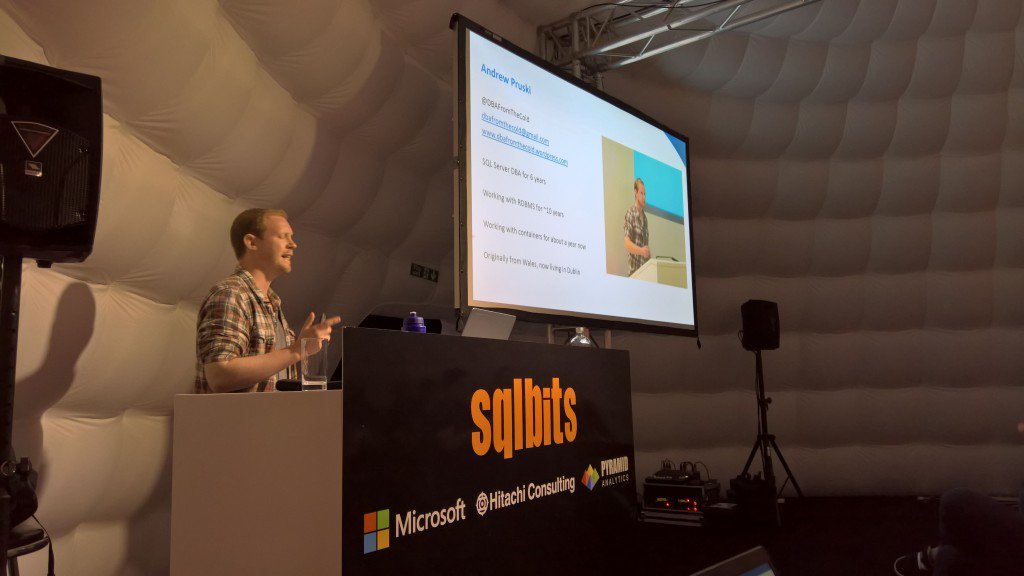 Andrew Pruski
@DBAFromTheCold
dbafromthecold@gmail.com
www.dbafromthecold.wordpress.com
SQL Server DBA for 6 years
Working with RDBMS for ~10 years
Working with containers for about a year now
Originally from Wales, now living in Dublin
sqlbits
Microsoft
Hitachi Consulting
PYRAMID
ANALYTICS